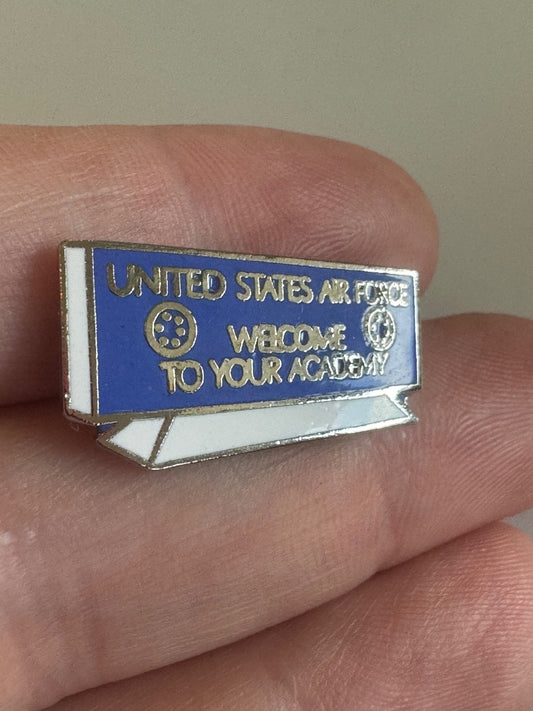 UNITED STATES AIR FORCE
WELCOME
TO YOUR ACADEMY